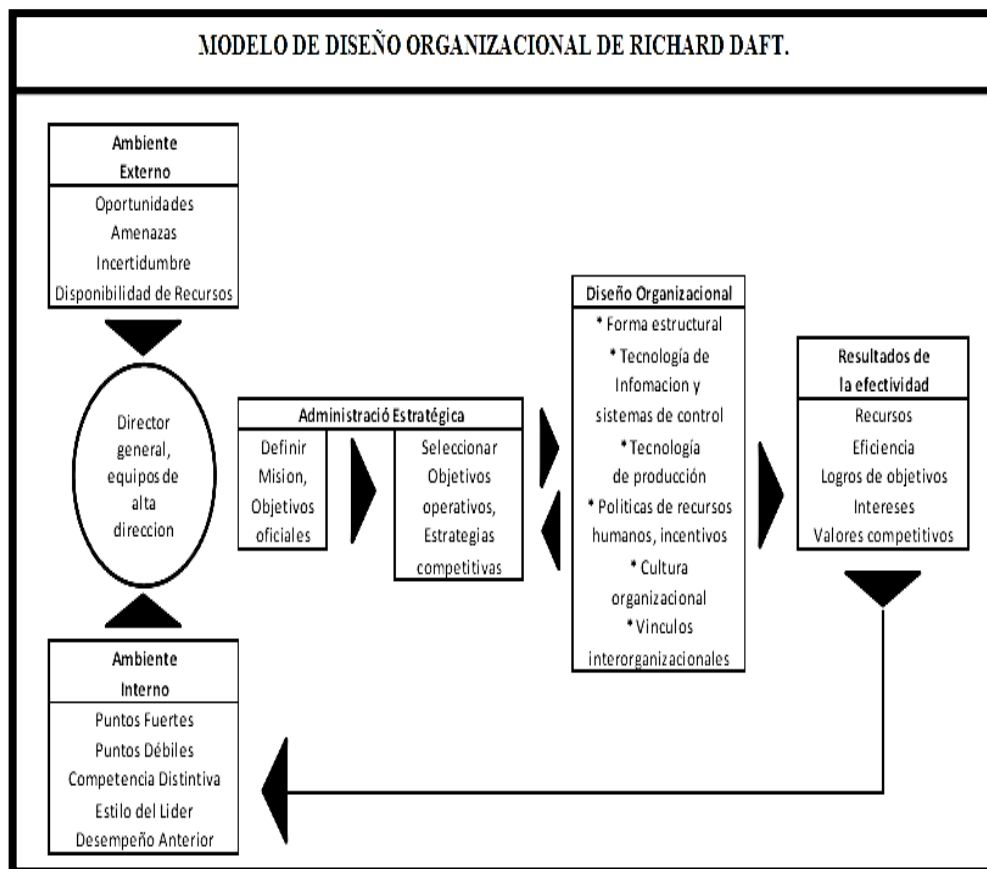 MODELO DE DISEÑO ORGANIZACIONAL DE RICHARD DAFT.
Ambiente
Externo
Oportunidades
Amenazas
Incertidumbre
Disponibilidad de Recursos
Director
general,
equipos de
alta
direccion
Ambiente
Interno
Puntos Fuertes
Puntos Débiles
Competencia Distintiva
Estilo del Lider
Desempeño Anterior
Administració Estratégica
Definir
Mision,
Objetivos
oficiales
Seleccionar
Objetivos
operativos,
Estrategias
competitivas
Diseño Organizacional
* Forma estructural
* Tecnología de
Infomacion y
sistemas de control
* Tecnología
de producción
* Politicas de recursos
humanos, incentivos
* Cultura
organizacional
* Vinculos
interorganizacionales
Resultados de
la efectividad
Recursos
Eficiencia
Logros de objetivos
Intereses
Valores competitivos